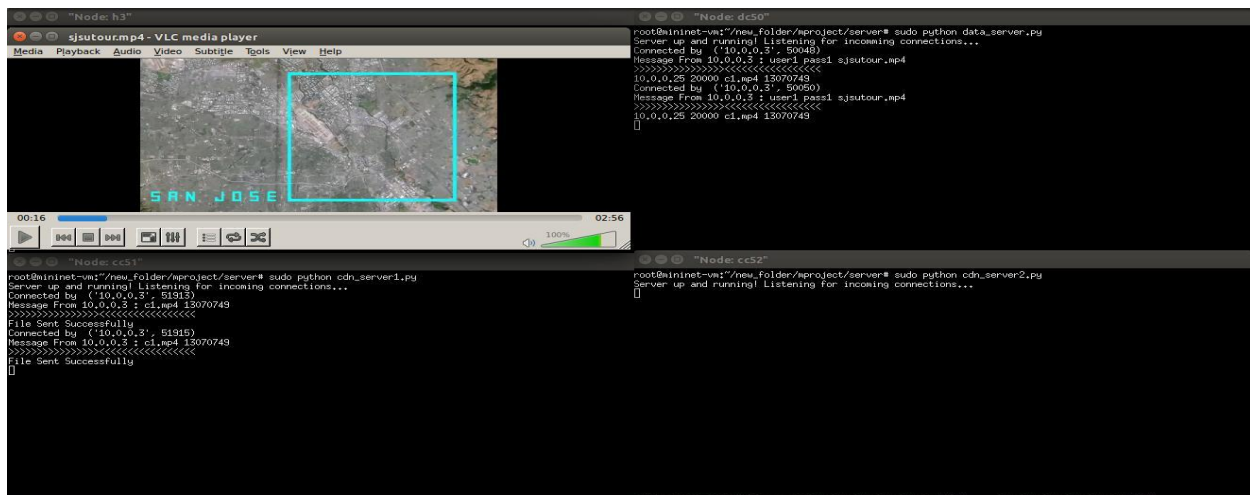 "Node: h3"
sjsutour.mp4 - VLC media player
Media Playback Audio Video Subtitle Tools View Help
SAN JOSE
00:16
02:56
100%
"Node: dc50"
root@mininet-vm:~/new_folder/mproject/server# sudo python data_server.py
Server up and running! Listening for incoming connections...
Connected by ('10.0.0.3', 50048)
Message From 10.0.0.3 : user1 pass1 sjsutour.mp4
>>>>>>>>>>>>>>>><<<<<<<<<<<<<<<<<
10.0.0.25 20000 c1.mp4 13070749
Connected by ('10.0.0.3', 50050)
Message From 10.0.0.3 : user1 pass1 sjsutour.mp4
>>>>>>>>>>>>>>>><<<<<<<<<<<<<<<<<
10.0.0.25 20000 c1.mp4 13070749
"Node: cc51"
root@mininet-vm:~/new_folder/mproject/server# sudo python cdn_server1.py
Server up and running! Listening for incoming connections...
Connected by ('10.0.0.3', 51913)
Message From 10.0.0.3 : c1.mp4 13070749
>>>>>>>>>>>>>>>><<<<<<<<<<<<<<<<<
File Sent Successfully
Connected by ('10.0.0.3', 51915)
Message From 10.0.0.3 : c1.mp4 13070749
>>>>>>>>>>>>>>>><<<<<<<<<<<<<<<<<
File Sent Successfully
"Node: cc52"
root@mininet-vm:~/new_folder/mproject/server# sudo python cdn_server2.py
Server up and running! Listening for incoming connections...